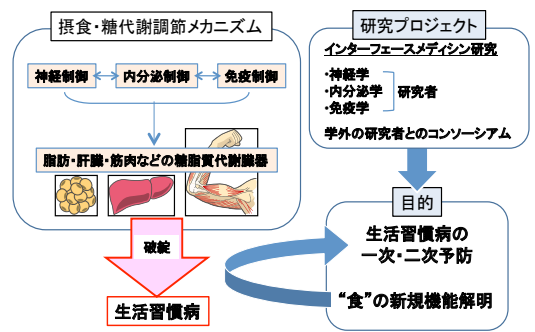 摂食・糖代謝調節メカニズム
神経制御
内分泌制御
免疫制御
脂肪・肝臓・筋肉などの糖脂質代謝臓器
破綻
生活習慣病
研究プロジェクト
インターフェースメディシン研究
・神経学
・内分泌学
・免疫学
研究者
学外の研究者とのコンソーシアム
目的
生活習慣病の
一次・二次予防
“食”の新規機能解明